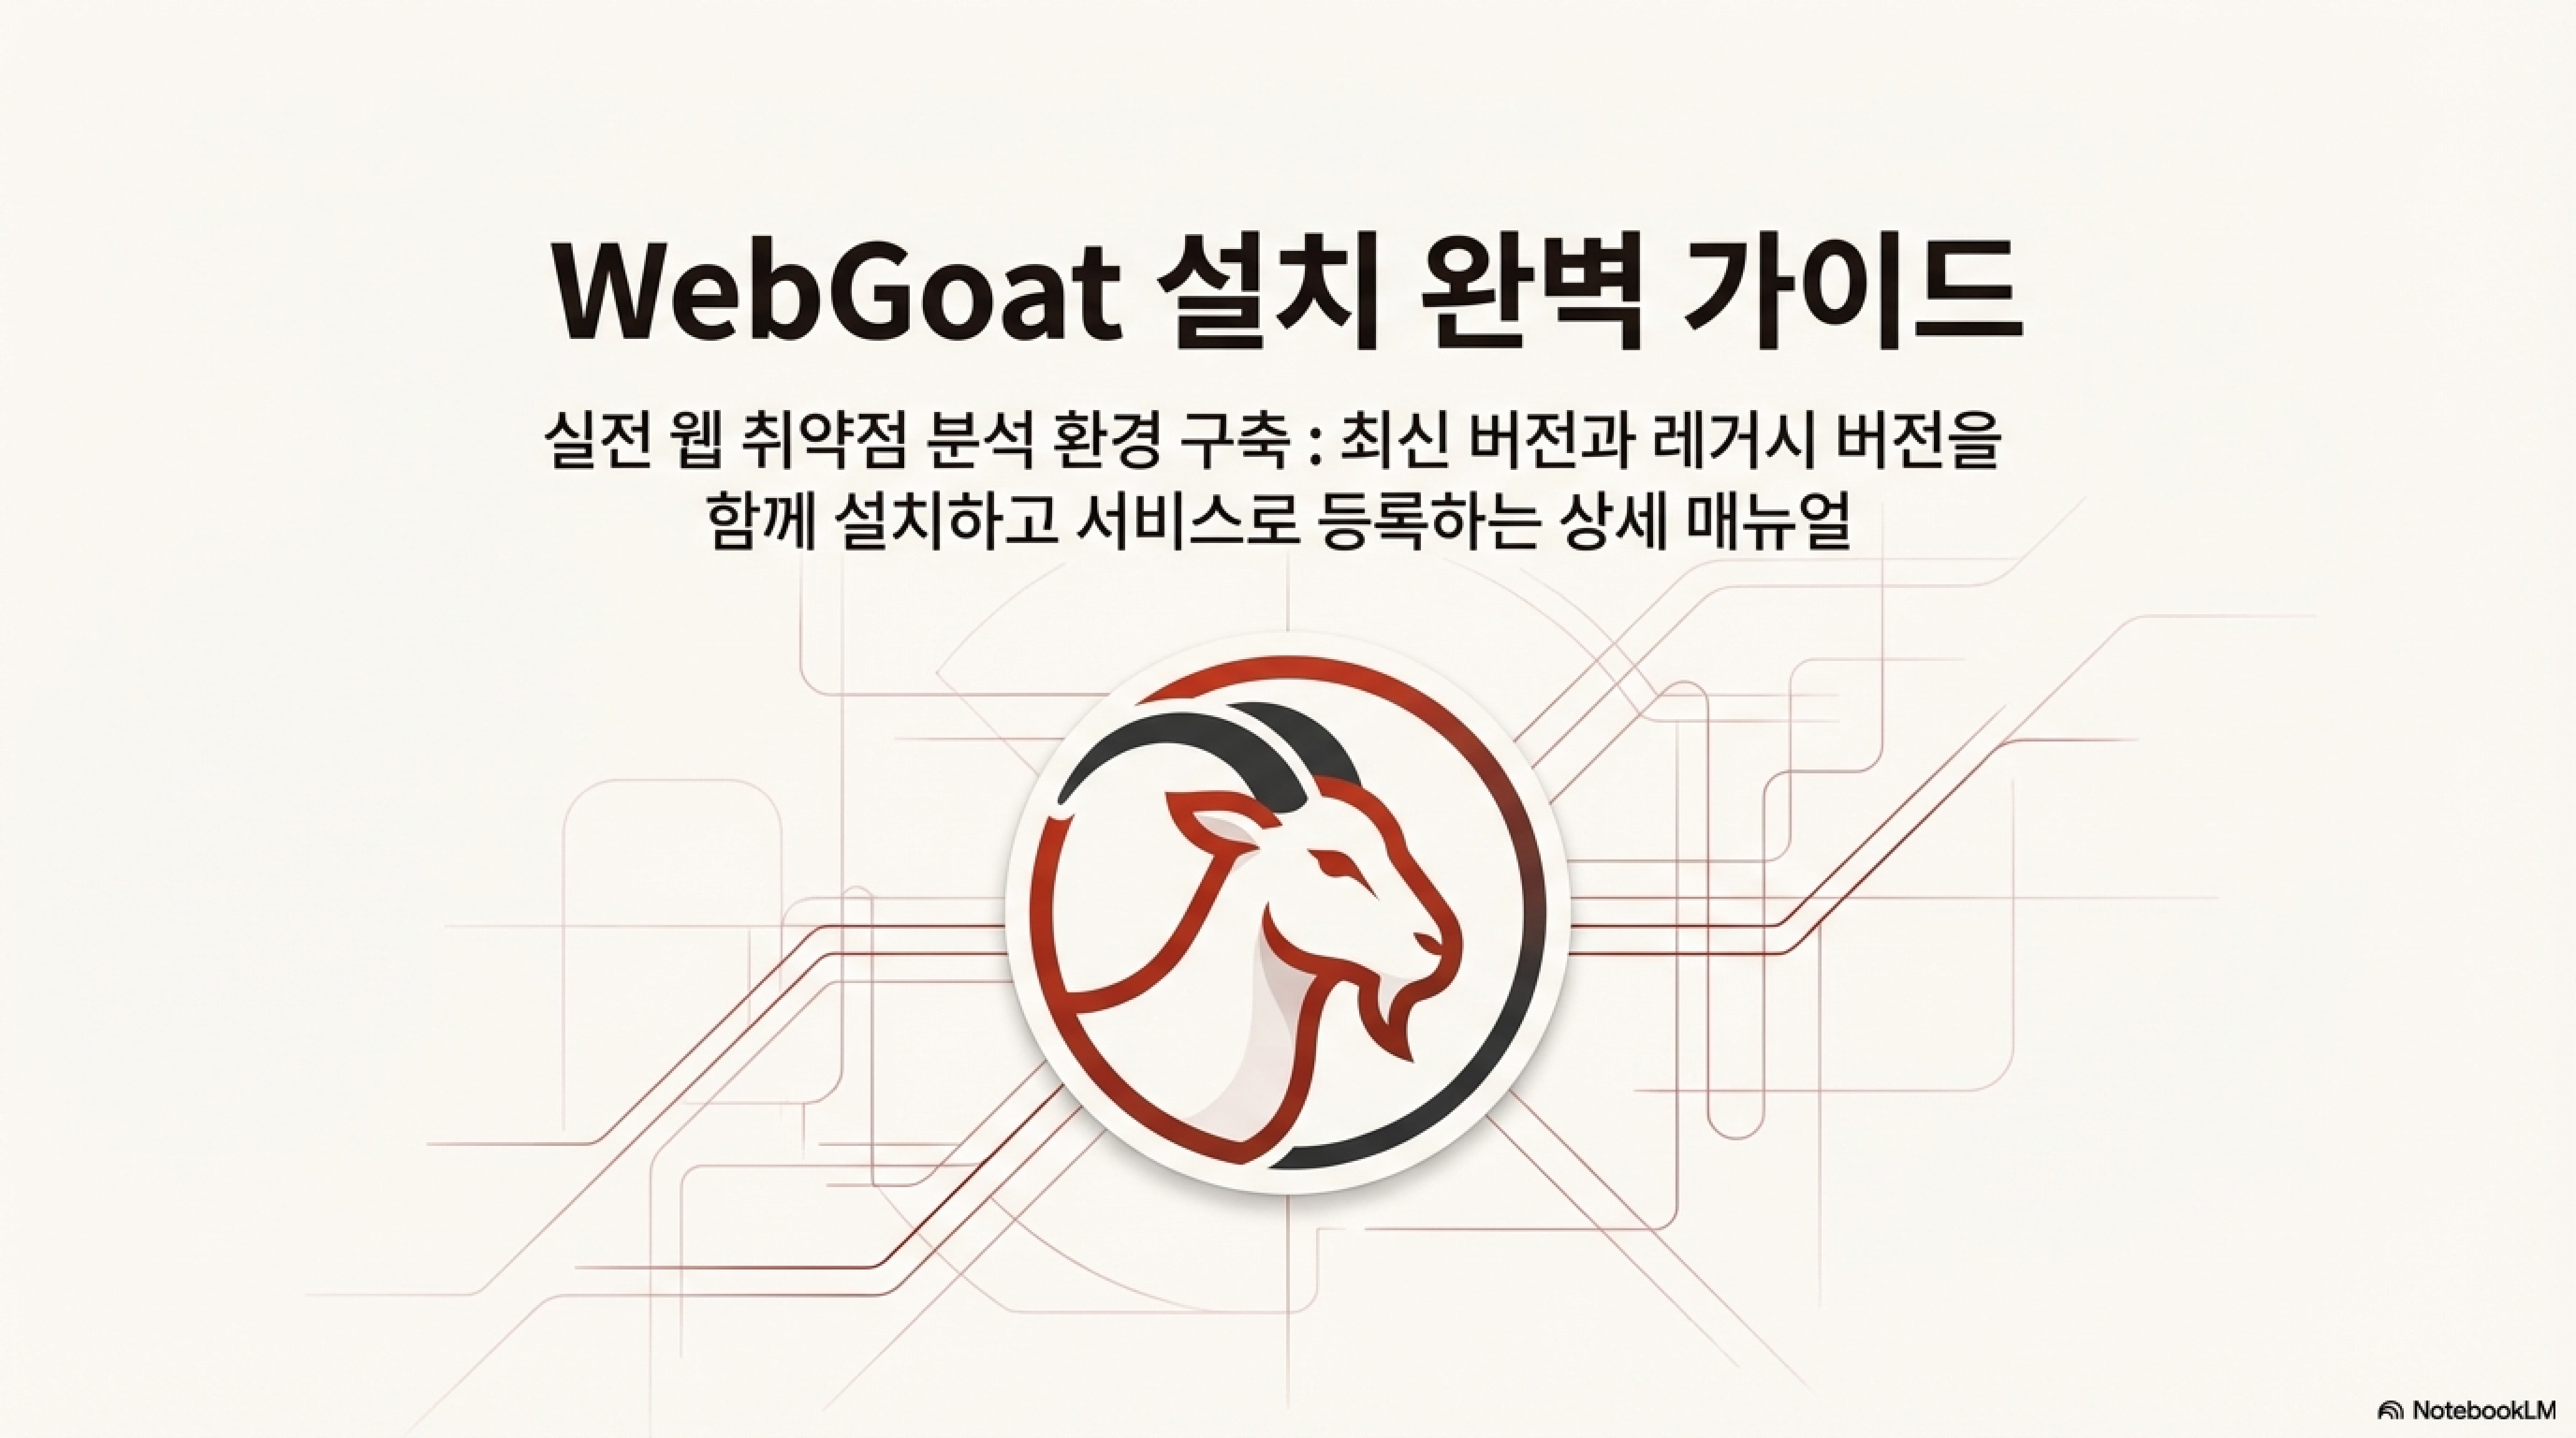 WebGoat 설치 완벽 가이드
실전 웹 취약점 분석 환경 구축 : 최신 버전과 레거시 버전을
함께 설치하고 서비스로 등록하는 상세 매뉴얼
NotebookLM